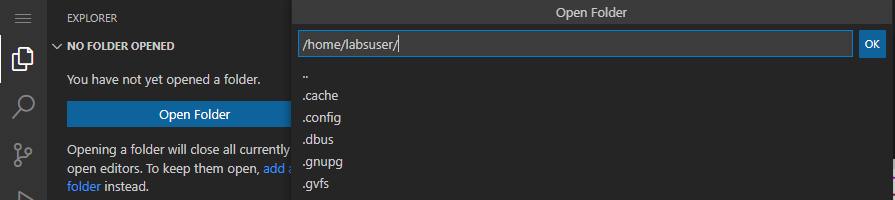 EXPLORER
NO FOLDER OPENED
You have not yet opened a folder.
Open Folder
Opening a folder will close all currently
open editors. To keep them open, add a
folder instead.
Open Folder
/home/labsuser/
OK
..
.cache
.config
.dbus
.gnupg
.gvfs